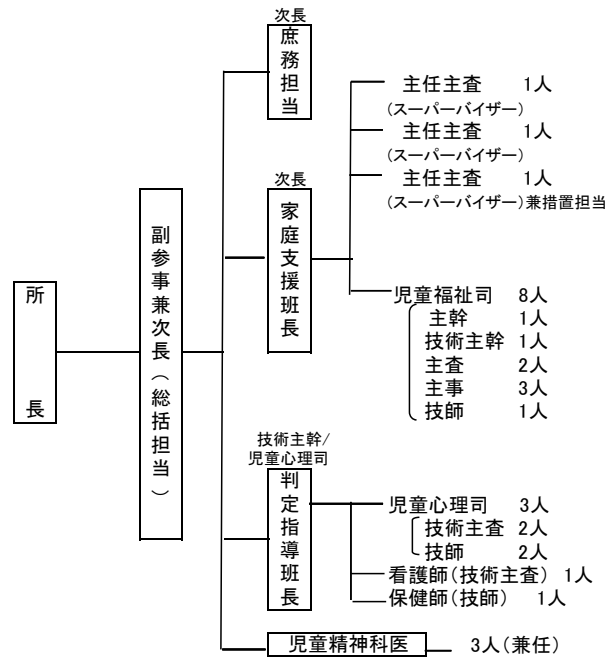 次長
庶務担当
主任主査 1人
(スーパーバイザー)
主任主査 1人
(スーパーバイザー)
主任主査 1人
(スーパーバイザー)兼措置担当
次長
家庭支援班長
児童福祉司 8人
主幹 1人
技術主幹 1人
主査 2人
主事 3人
技師 1人
所長
副参事兼次長(総括担当)
技術主幹/
児童心理司
判定指導班長
児童心理司 3人
技術主査 2人
技師 2人
看護師(技術主査) 1人
保健師(技師) 1人
児童精神科医 3人(兼任)